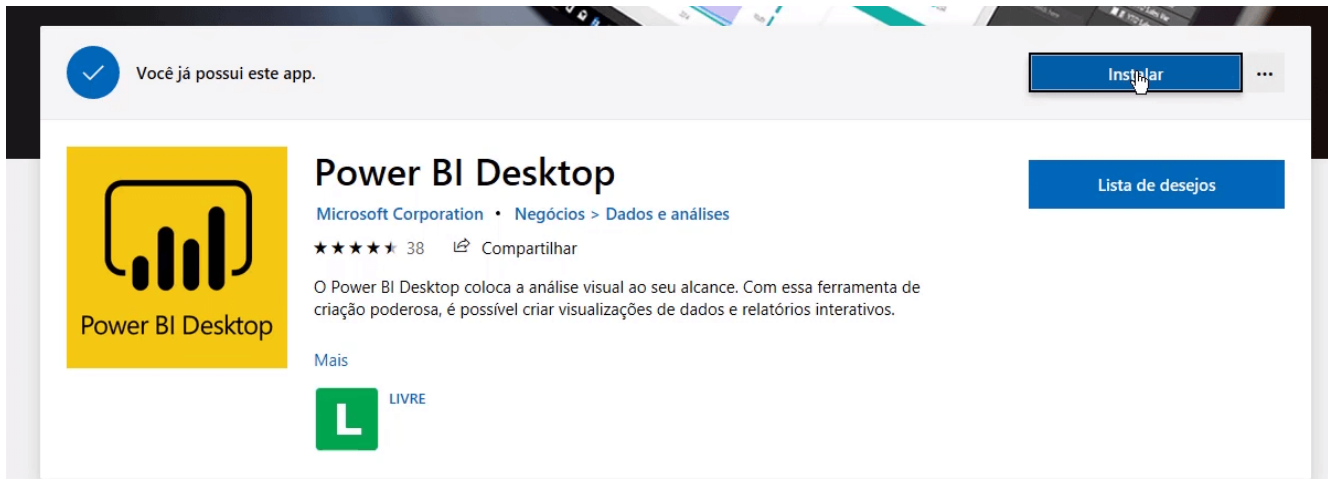 Você já possui este app.
Instalar
...
Power BI Desktop
Power BI Desktop
Microsoft Corporation • Negócios > Dados e análises
38 Compartilhar
Lista de desejos
O Power BI Desktop coloca a análise visual ao seu alcance. Com essa ferramenta de
criação poderosa, é possível criar visualizações de dados e relatórios interativos.
Mais
L LIVRE